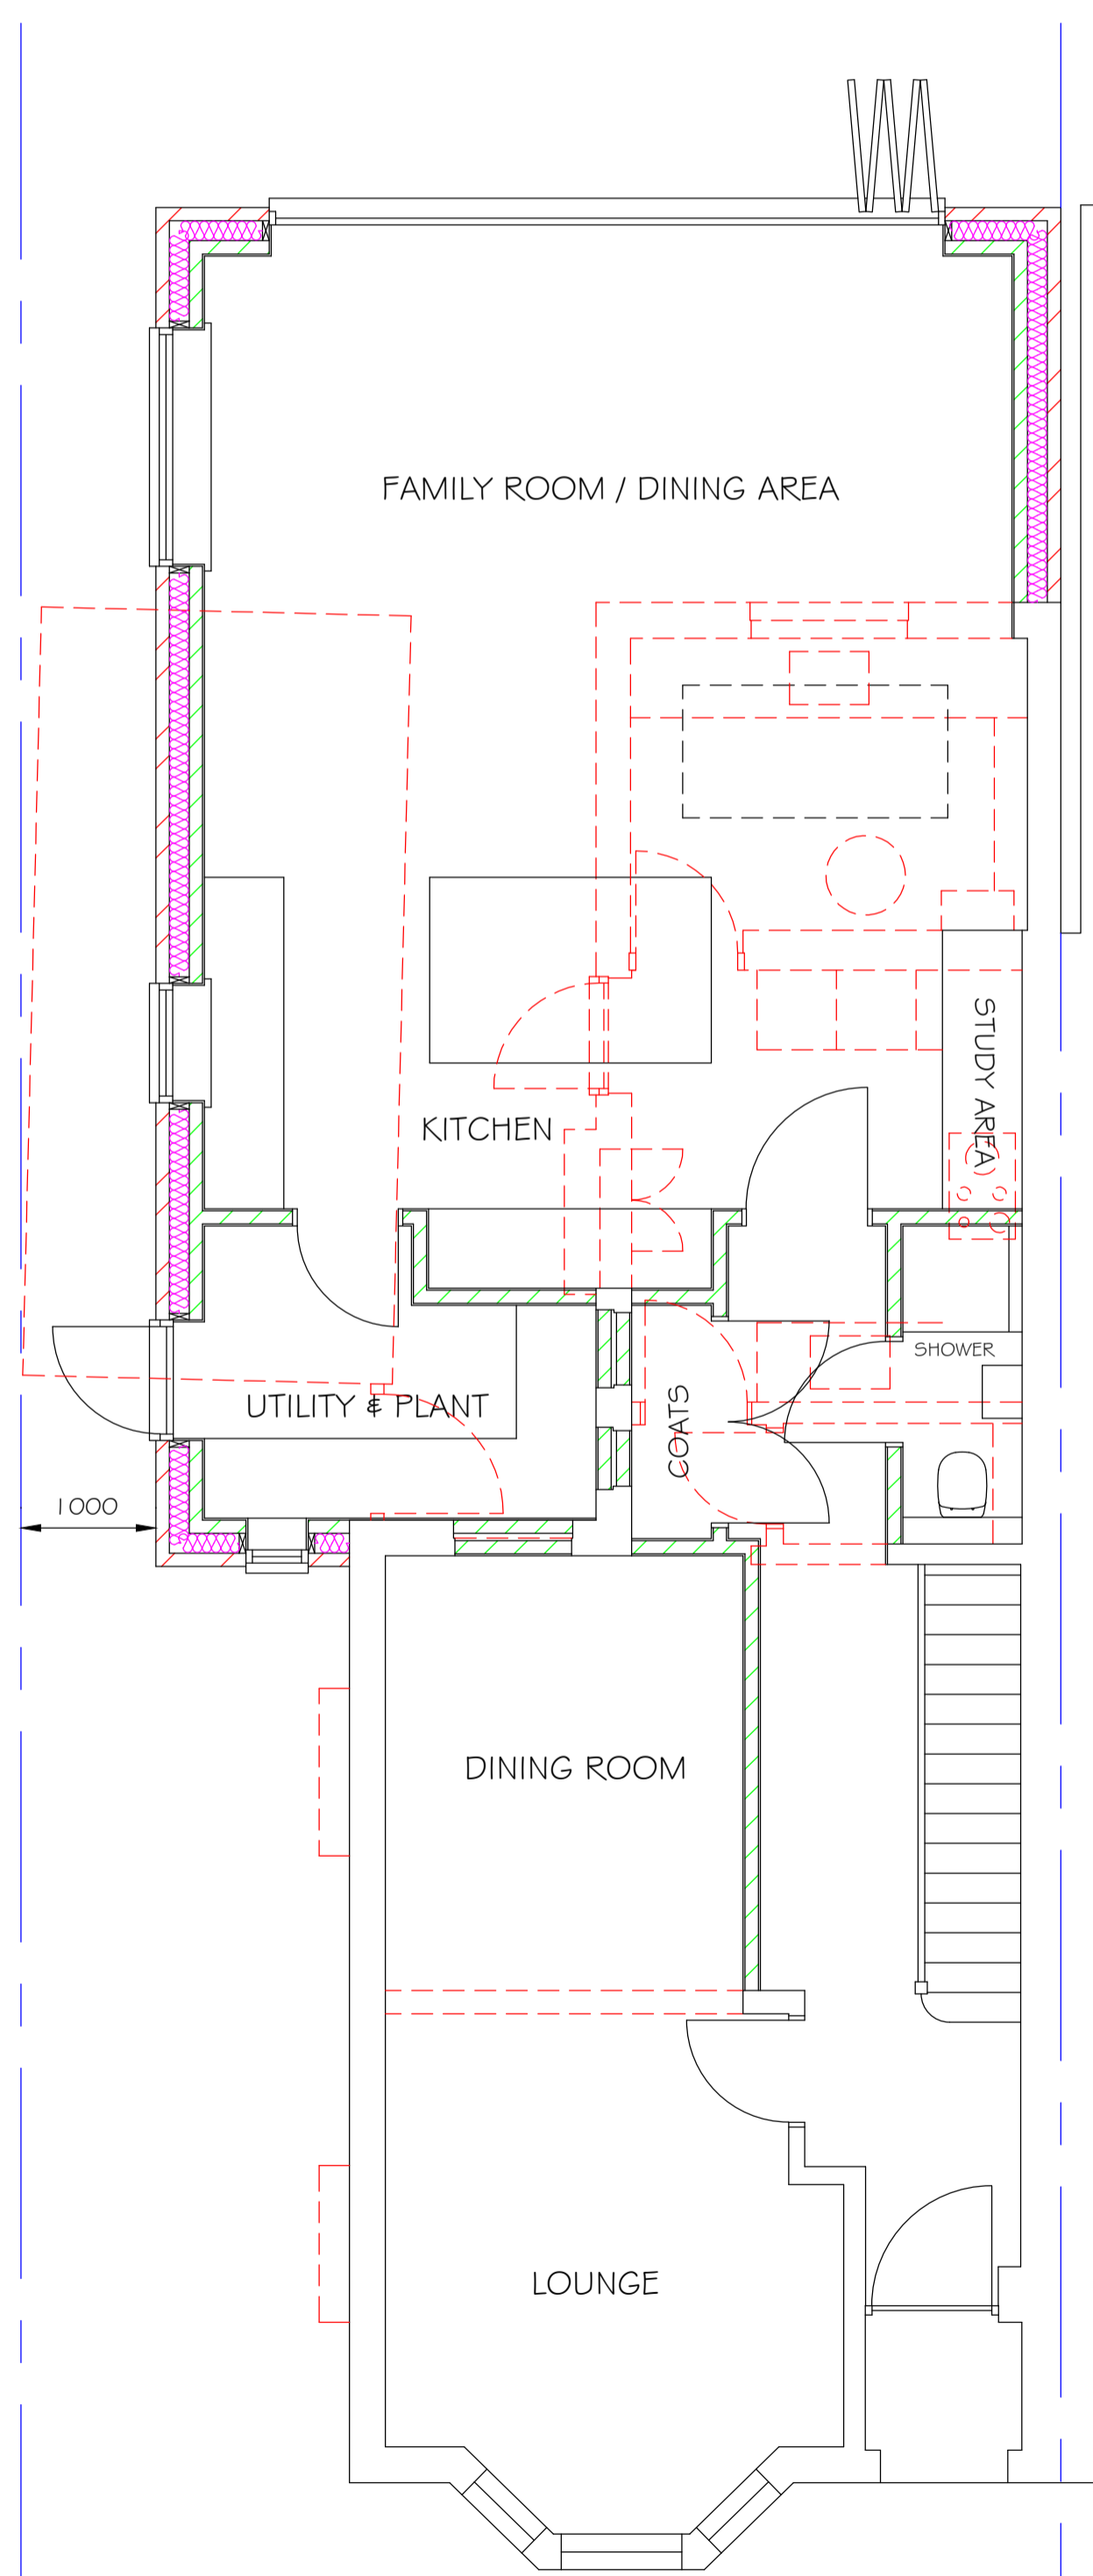 FAMILY ROOM / DINING AREA
STUDY AREA
KITCHEN
SHOWER
UTILITY & PLANT
COATS
1000
DINING ROOM
LOUNGE